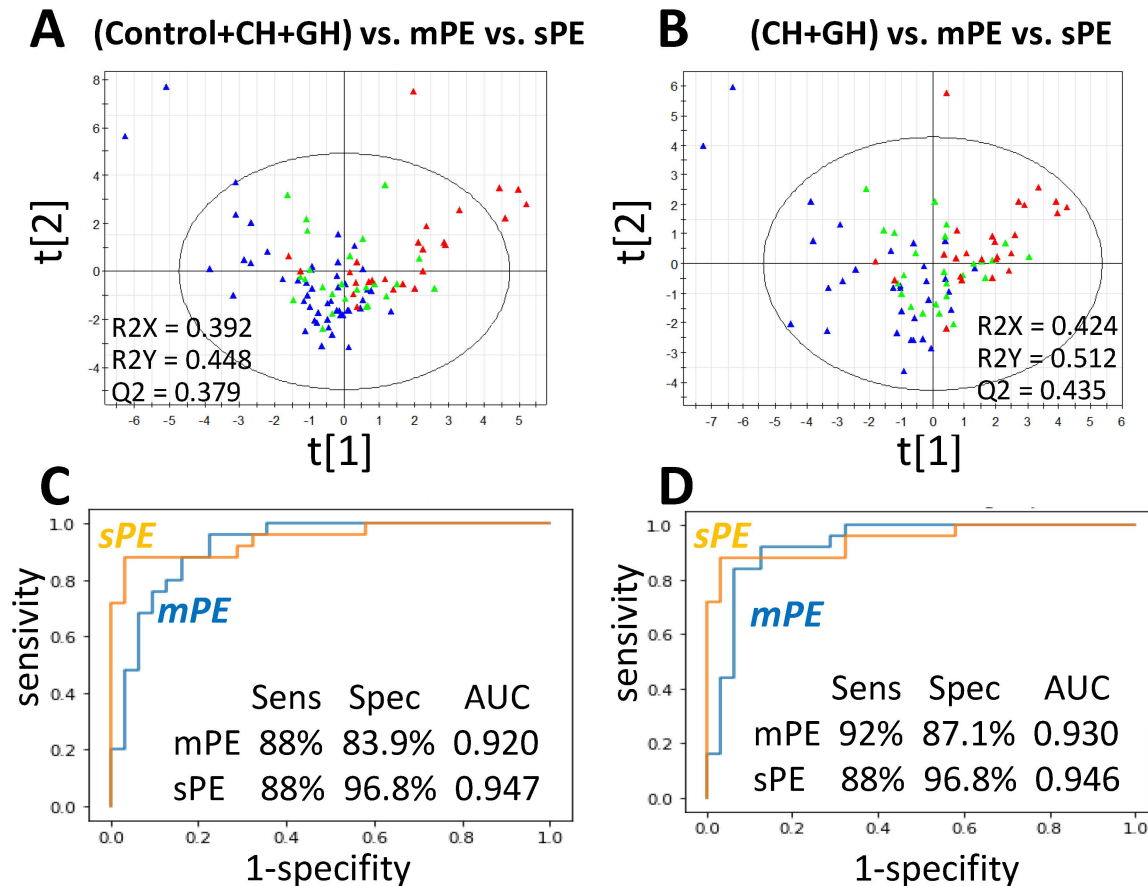 A (Control+CH+GH) vs. mPE vs. sPE
8
6
4
2
0
-2
-4
t[2]
R2X = 0.392
R2Y = 0.448
Q2 = 0.379
-6 -5 -4 -3 -2 -1 0 1 2 3 4 5
t[1]
B (CH+GH) vs. mPE vs. sPE
6
5
4
3
2
1
0
-1
-2
-3
-4
t[2]
R2X = 0.424
R2Y = 0.512
Q2 = 0.435
-7 -6 -5 -4 -3 -2 -1 0 1 2 3 4 5 6
t[1]
C
1.0
0.8
0.6
0.4
0.2
0.0
sensivity
sPE
mPE
Sens Spec AUC
mPE 88% 83.9% 0.920
sPE 88% 96.8% 0.947
0.0 0.2 0.4 0.6 0.8 1.0
1-specifity
D
1.0
0.8
0.6
0.4
0.2
0.0
sensivity
sPE
mPE
Sens Spec AUC
mPE 92% 87.1% 0.930
sPE 88% 96.8% 0.946
0.0 0.2 0.4 0.6 0.8 1.0
1-specifity